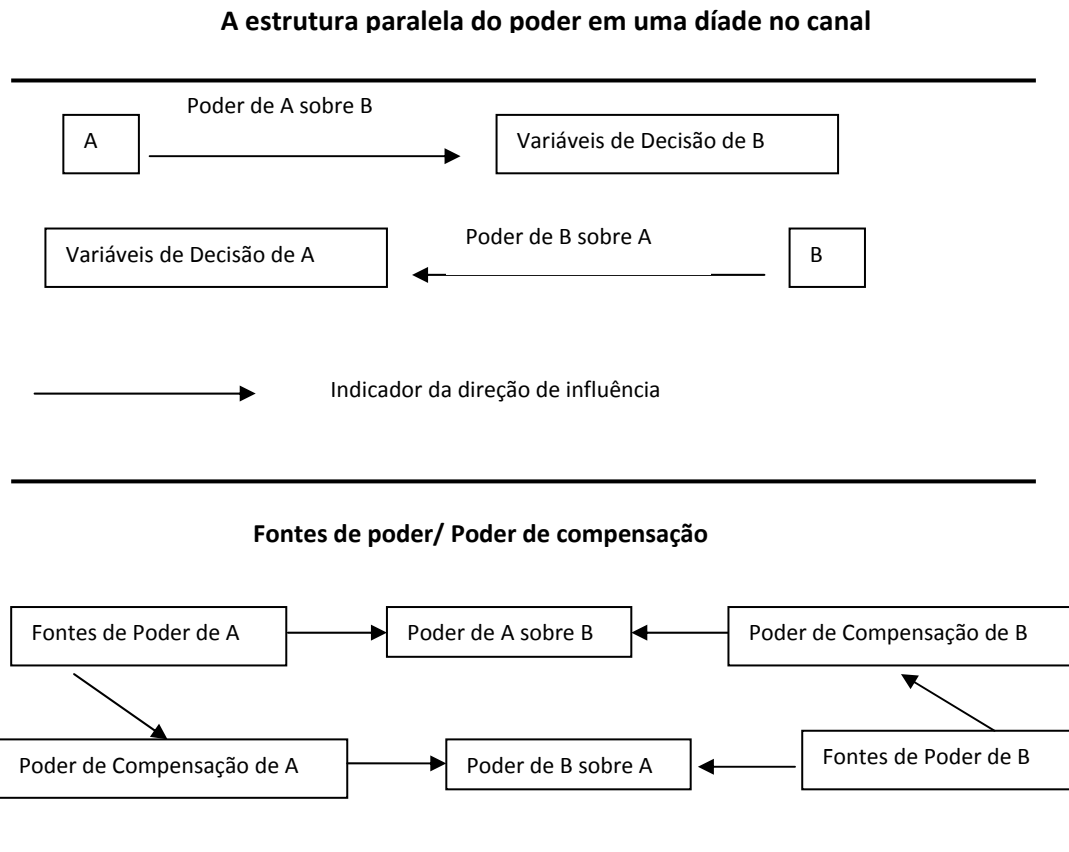 A estrutura paralela do poder em uma díade no canal
Poder de A sobre B
A
Variáveis de Decisão de B
Poder de B sobre A
Variáveis de Decisão de A
B
Indicador da direção de influência
Fontes de poder/ Poder de compensação
Fontes de Poder de A
Poder de A sobre B
Poder de Compensação de B
Poder de Compensação de A
Poder de B sobre A
Fontes de Poder de B